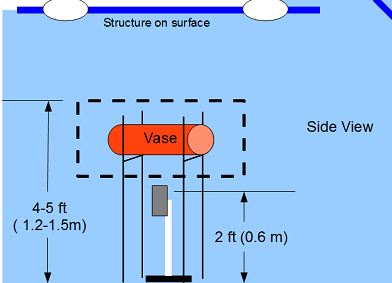 Structure on surface
Vase
Side View
4-5 ft
( 1.2-1.5m)
2 ft (0.6 m)